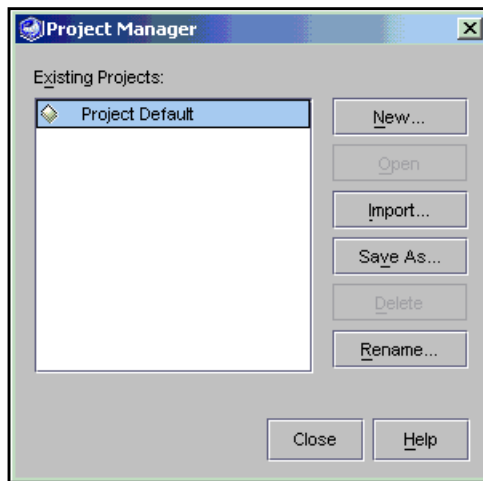 Project Manager
Existing Projects:
Project Default
New...
Open
Import...
Save As...
Delete
Rename...
Close
Help